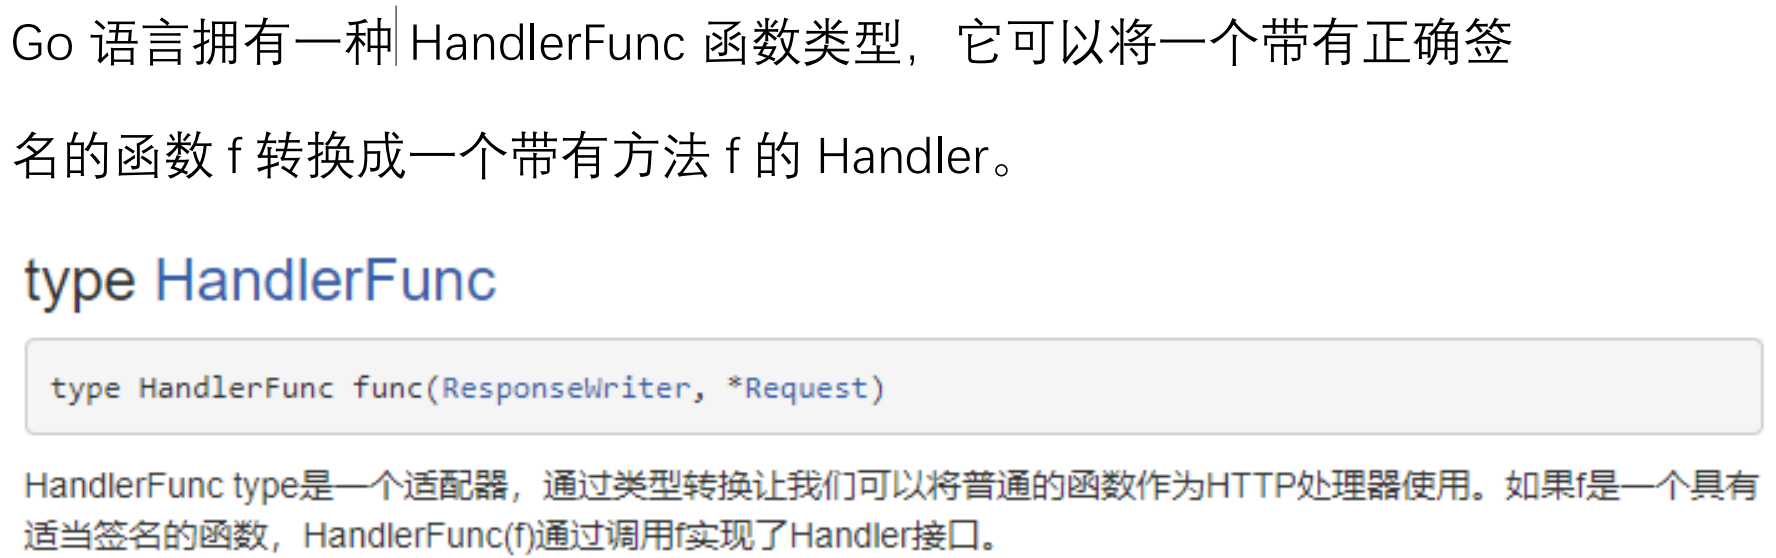 Go 语言拥有一种 HandlerFunc 函数类型，它可以将一个带有正确签
名的函数 f 转换成一个带有方法 f 的 Handler。
type HandlerFunc
type HandlerFunc func(ResponseWriter, *Request)
HandlerFunc type是一个适配器，通过类型转换让我们可以将普通的函数作为HTTP处理器使用。如果f是一个具有
适当签名的函数，HandlerFunc(f)通过调用f实现了Handler接口。